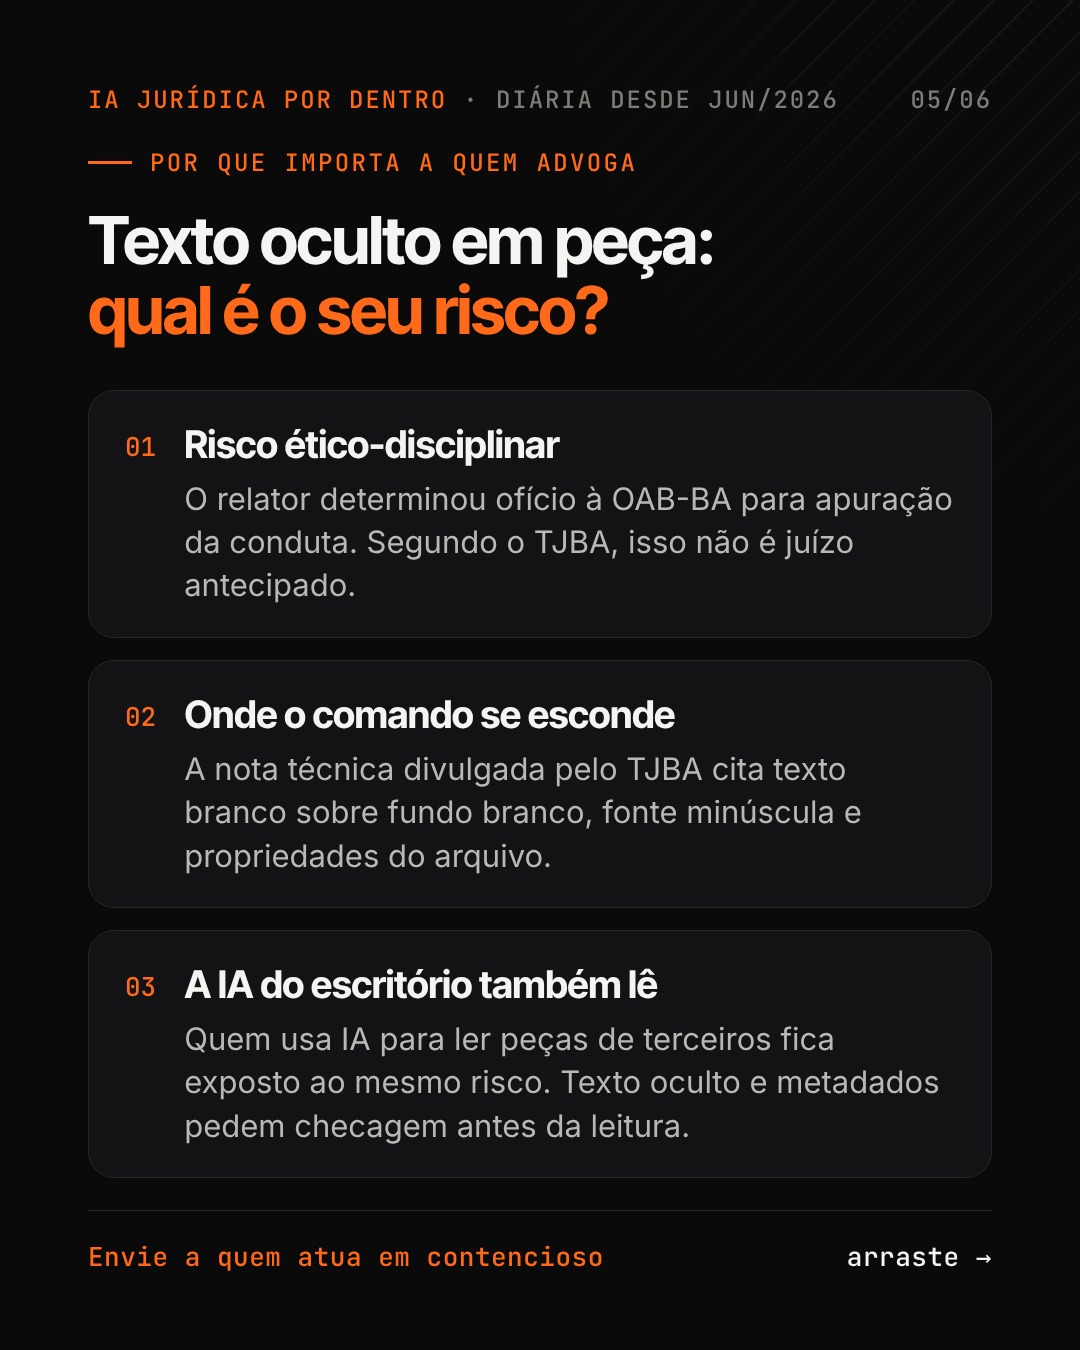 IA JURÍDICA POR DENTRO · DIÁRIA DESDE JUN/2026 05/06
POR QUE IMPORTA A QUEM ADVOGA
Texto oculto em peça:
qual é o seu risco?
01 Risco ético-disciplinar
O relator determinou ofício à OAB-BA para apuração
da conduta. Segundo o TJBA, isso não é juízo
antecipado.
02 Onde o comando se esconde
A nota técnica divulgada pelo TJBA cita texto
branco sobre fundo branco, fonte minúscula e
propriedades do arquivo.
03 A IA do escritório também lê
Quem usa IA para ler peças de terceiros fica
exposto ao mesmo risco. Texto oculto e metadados
pedem checagem antes da leitura.
Envie a quem atua em contencioso arraste →